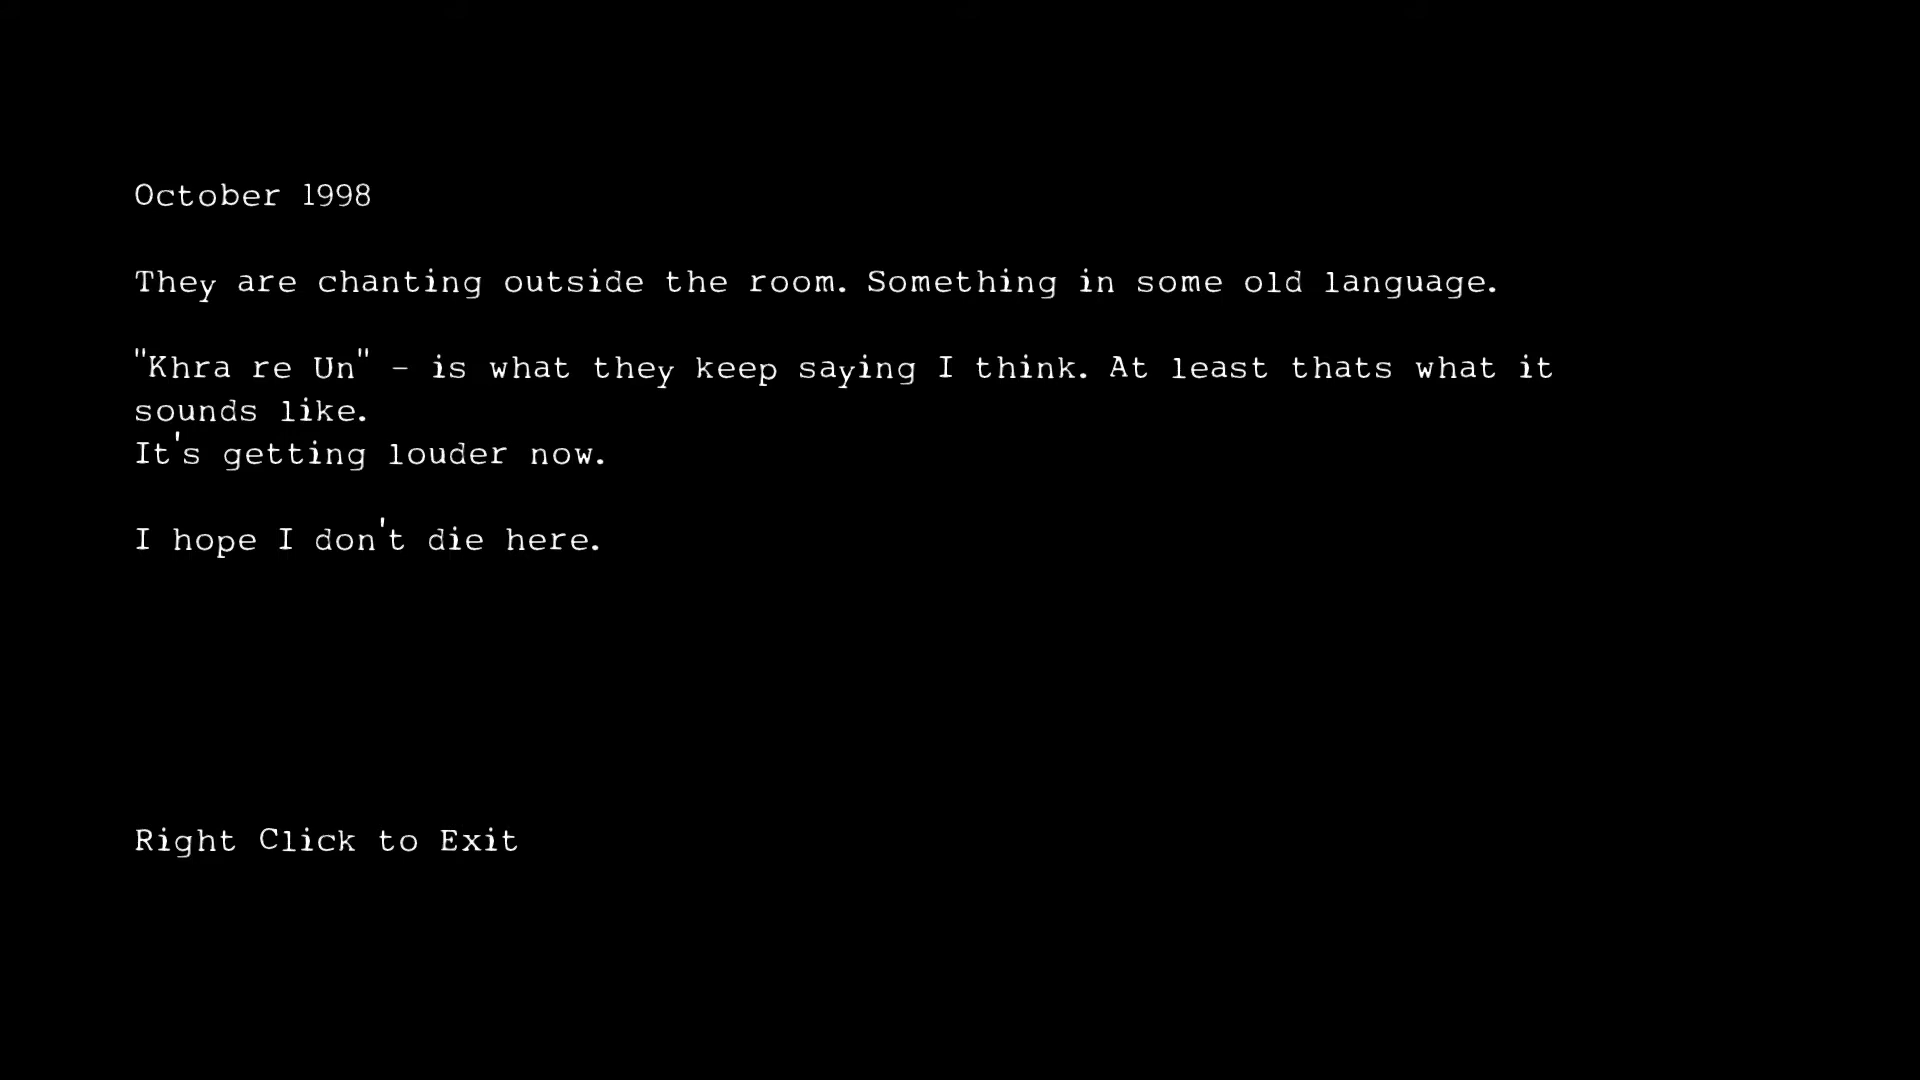 October 1998
They are chanting outside the room. Something in some old language.
"Khra re Un" - is what they keep saying I think. At least thats what it
sounds like.
It's getting louder now.
I hope I don't die here.
Right Click to Exit